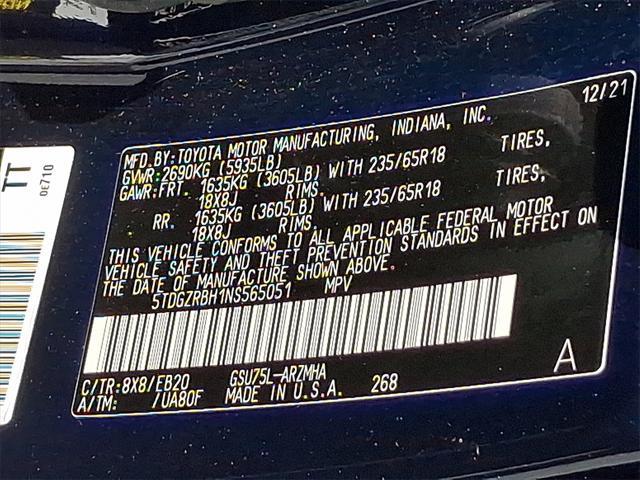 12/21
MFD. BY: TOYOTA MOTOR MANUFACTURING, INDIANA, INC.
GVWR: 2690KG (5935LB)
GAWR: FRT. 1635KG (3605LB) WITH 235/65R18 TIRES,
18X8J RIMS
RR. 1635KG (3605LB) WITH 235/65R18 TIRES,
18X8J RIMS
THIS VEHICLE CONFORMS TO ALL APPLICABLE FEDERAL MOTOR
VEHICLE SAFETY AND THEFT PREVENTION STANDARDS IN EFFECT ON
THE DATE OF MANUFACTURE SHOWN ABOVE.
5TDGZRBH1NS565051 MPV
C/TR: 8X8/EB20 GSU75L-ARZMHA
A/TM: /UA80F MADE IN U.S.A. 268
A
TT
0E710